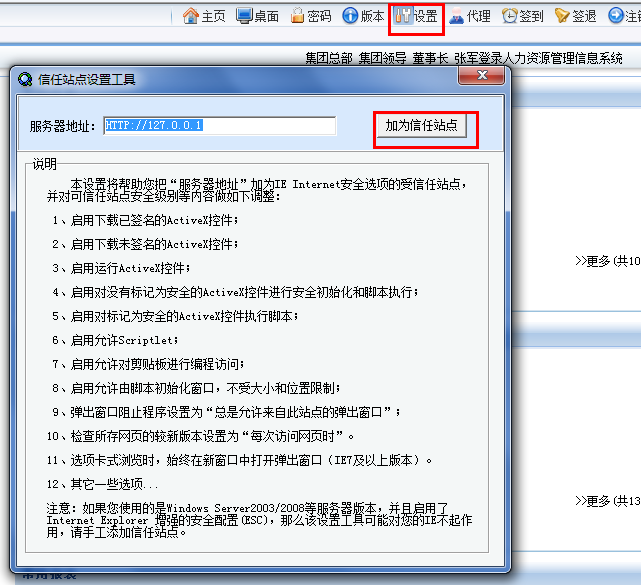 主页 桌面 密码 版本 设置 代理 签到 签退 注
集团总部 集团领导 董事长 张军登录人力资源管理信息系统
信任站点设置工具
服务器地址: HTTP://127.0.0.1 加为信任站点
说明
本设置将帮助您把“服务器地址”加为IE Internet安全选项的受信任站点,
并对可信任站点安全级别等内容做如下调整:
1、启用下载已签名的ActiveX控件;
2、启用下载未签名的ActiveX控件;
3、启用运行ActiveX控件;
4、启用对没有标记为安全的ActiveX控件进行安全初始化和脚本执行;
5、启用对标记为安全的ActiveX控件执行脚本;
6、启用允许Scriptlet;
7、启用允许对剪贴板进行编程访问;
8、启用允许由脚本初始化窗口,不受大小和位置限制;
9、弹出窗口阻止程序设置为“总是允许来自此站点的弹出窗口”;
10、检查所存网页的较新版本设置为“每次访问网页时”。
11、选项卡式浏览时,始终在新窗口中打开弹出窗口(IE7及以上版本)。
12、其它一些选项...
注意: 如果您使用的是Windows Server2003/2008等服务器版本,并且启用了
Internet Explorer 增强的安全配置(ESC),那么该设置工具可能对您的IE不起作
用,请手工添加信任站点。
>>更多(共10
>>更多(共13
常用报表